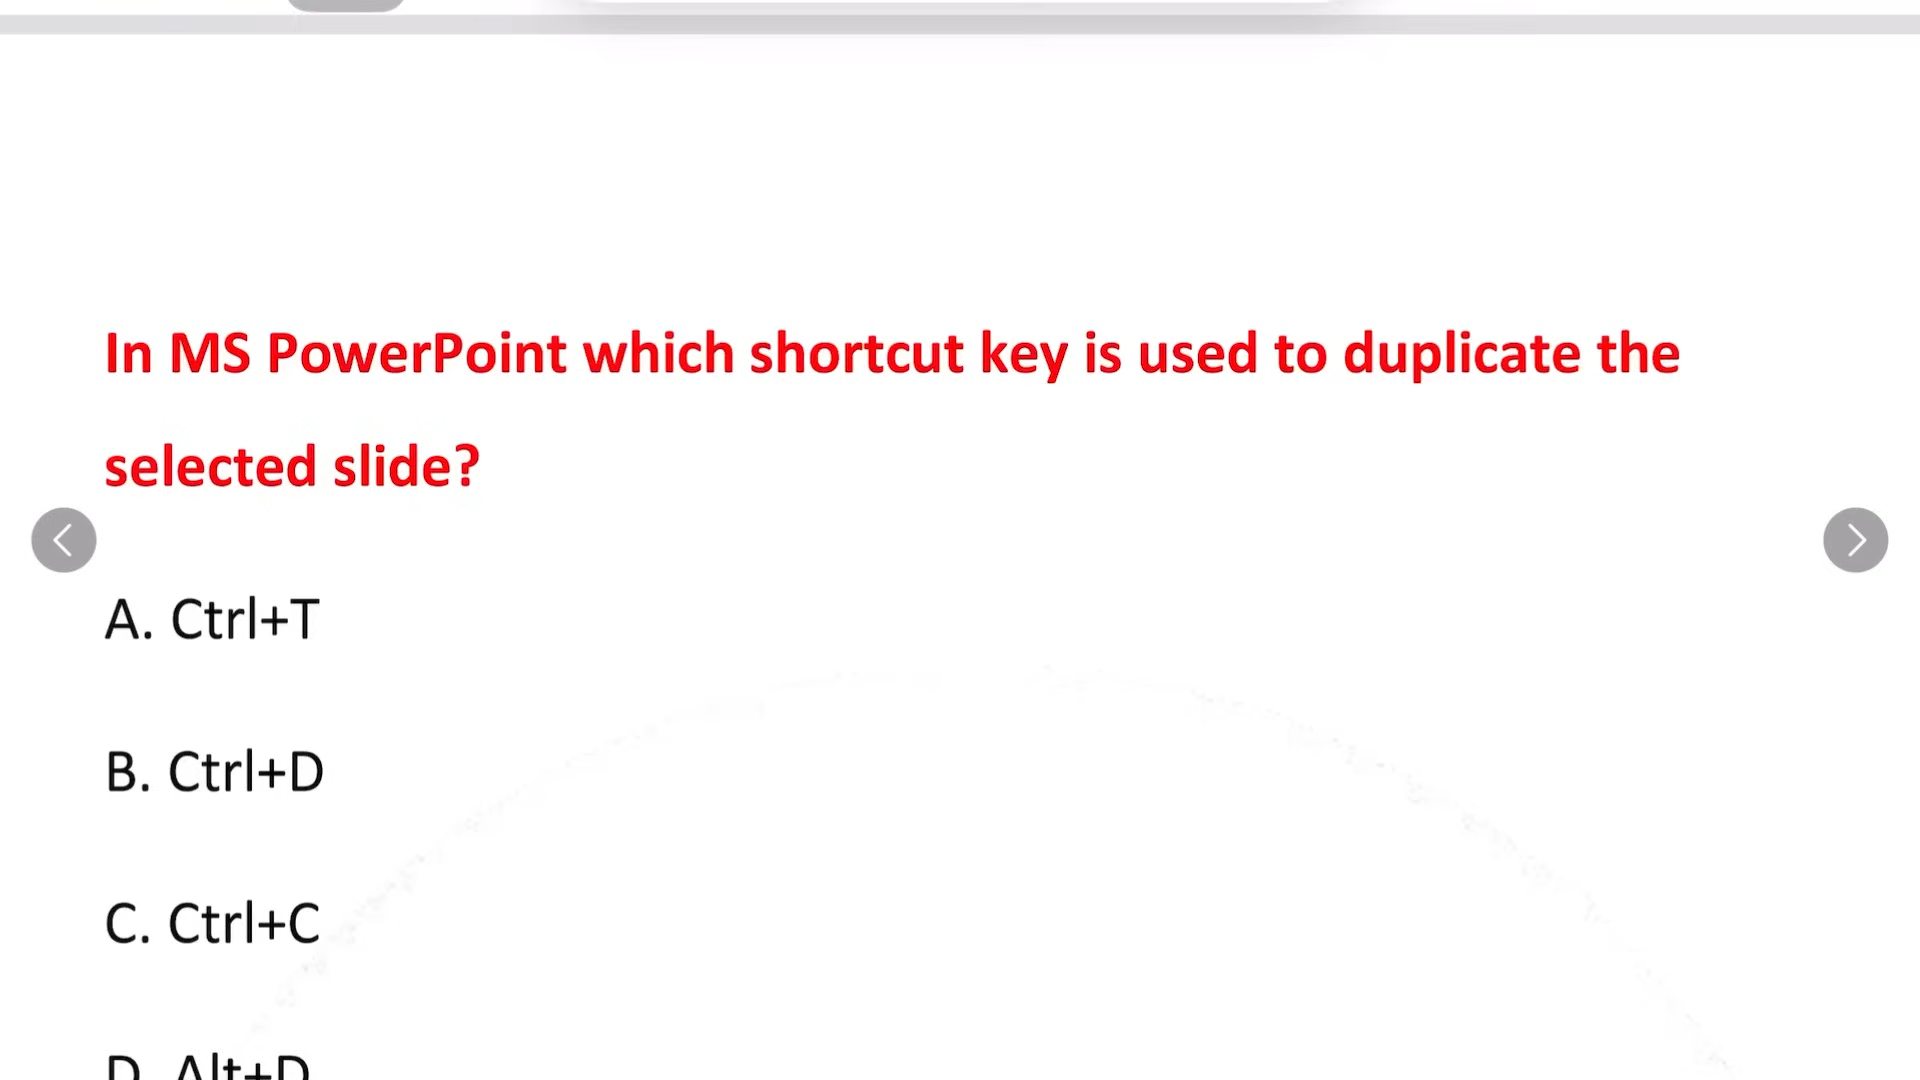 In MS PowerPoint which shortcut key is used to duplicate the
selected slide?
A. Ctrl+T
B. Ctrl+D
C. Ctrl+C
D. Alt+D